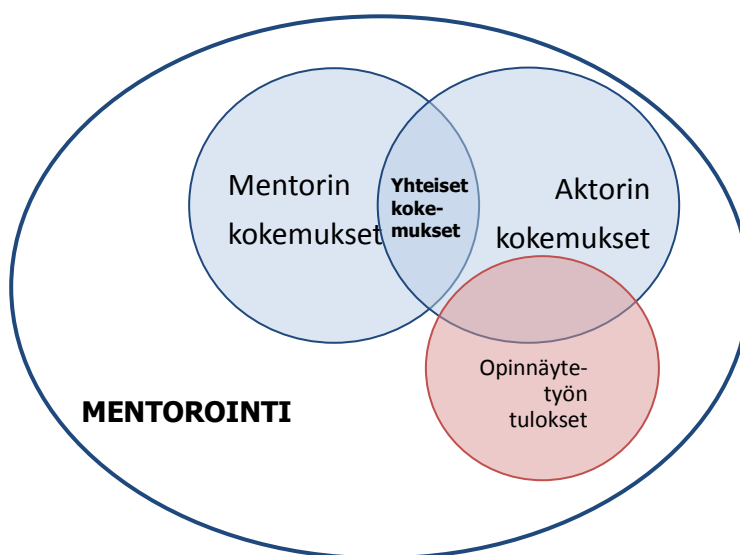 Mentorin
kokemukset
Yhteiset
koke-
mukset
Aktorin
kokemukset
Opinnäyte-
työn
tulokset
MENTOROINTI